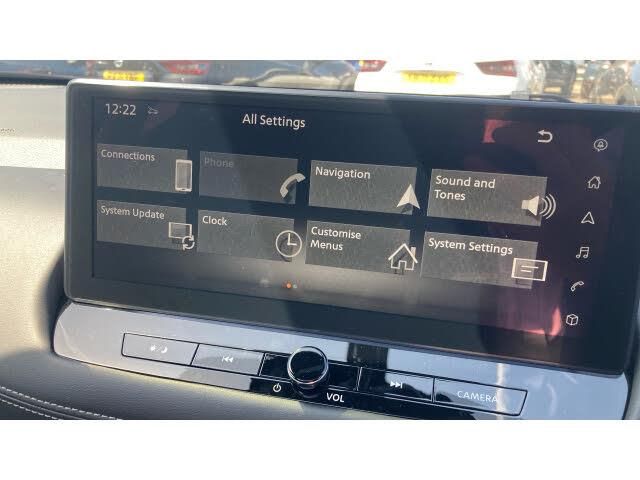 12:22
All Settings
Connections
Phone
Navigation
Sound and
Tones
System Update
Clock
Customise
Menus
System Settings
VOL
CAMERA